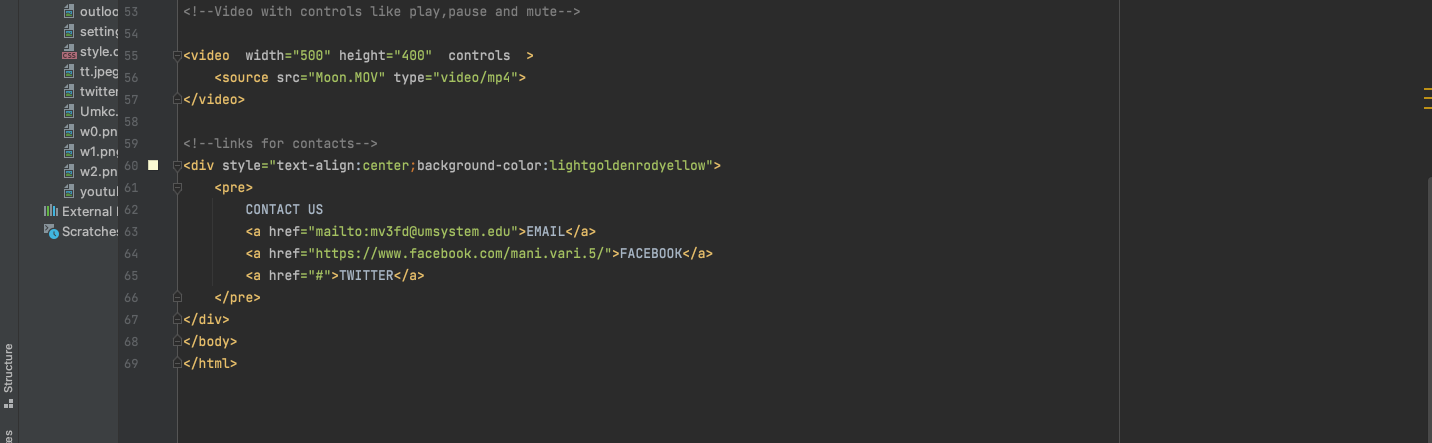 outloo
setting
style.c
tt.jpeg
twitter
Umkc.
w0.pn
w1.png
w2.pn
youtul
External
Scratches
Structure
es
53 <!--Video with controls like play,pause and mute-->
54
55 <video  width="500" height="400"  controls  >
56     <source src="Moon.MOV" type="video/mp4">
57 </video>
58
59 <!--links for contacts-->
60 <div style="text-align:center;background-color:lightgoldenrodyellow">
61     <pre>
62         CONTACT US
63         <a href="mailto:mv3fd@umsystem.edu">EMAIL</a>
64         <a href="https://www.facebook.com/mani.vari.5/">FACEBOOK</a>
65         <a href="#">TWITTER</a>
66     </pre>
67 </div>
68 </body>
69 </html>